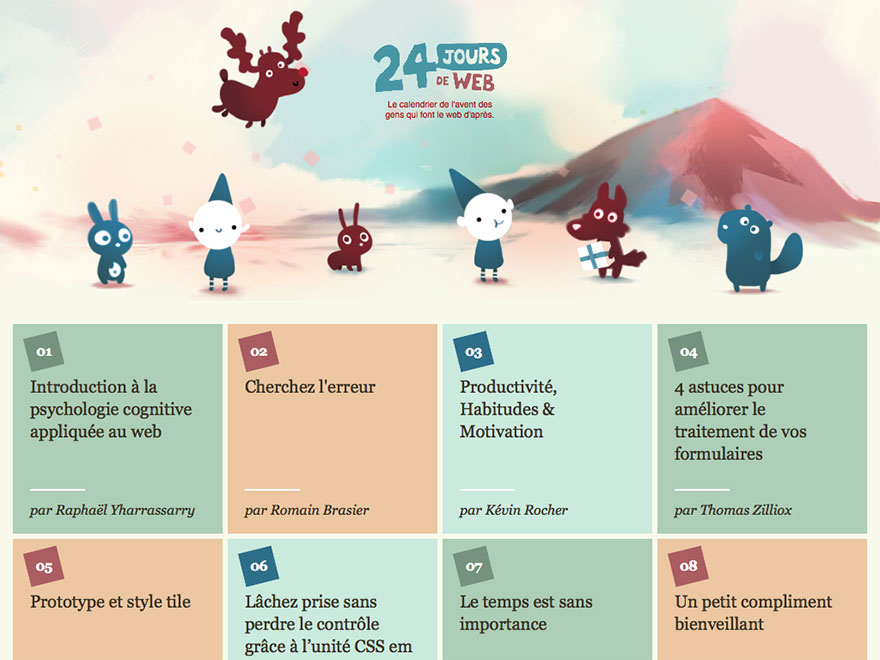 24 JOURS
DE WEB
Le calendrier de l'avent des
gens qui font le web d'après.
01
Introduction à la
psychologie cognitive
appliquée au web
par Raphaël Yharrassarry
02
Cherchez l'erreur
par Romain Brasier
03
Productivité,
Habitudes &
Motivation
par Kévin Rocher
04
4 astuces pour
améliorer le
traitement de vos
formulaires
par Thomas Zilliox
05
Prototype et style tile
06
Lâchez prise sans
perdre le contrôle
grâce à l’unité CSS em
07
Le temps est sans
importance
08
Un petit compliment
bienveillant